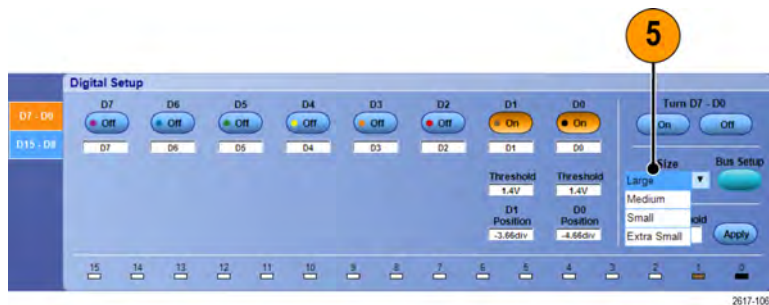 5
Digital Setup
D7 - D0
D15 - D8
D7 D6 D5 D4 D3 D2 D1 D0
Off Off Off Off Off Off On On
D7 D6 D5 D4 D3 D2 D1 D0
Threshold Threshold
1.4V 1.4V
D1 D0
Position Position
-3.66div -4.66div
Turn D7 - D0
On Off
Size Bus Setup
Large
Medium
Small
Extra Small
Apply
15 14 13 12 11 10 9 8 7 6 5 4 3 2 1 0